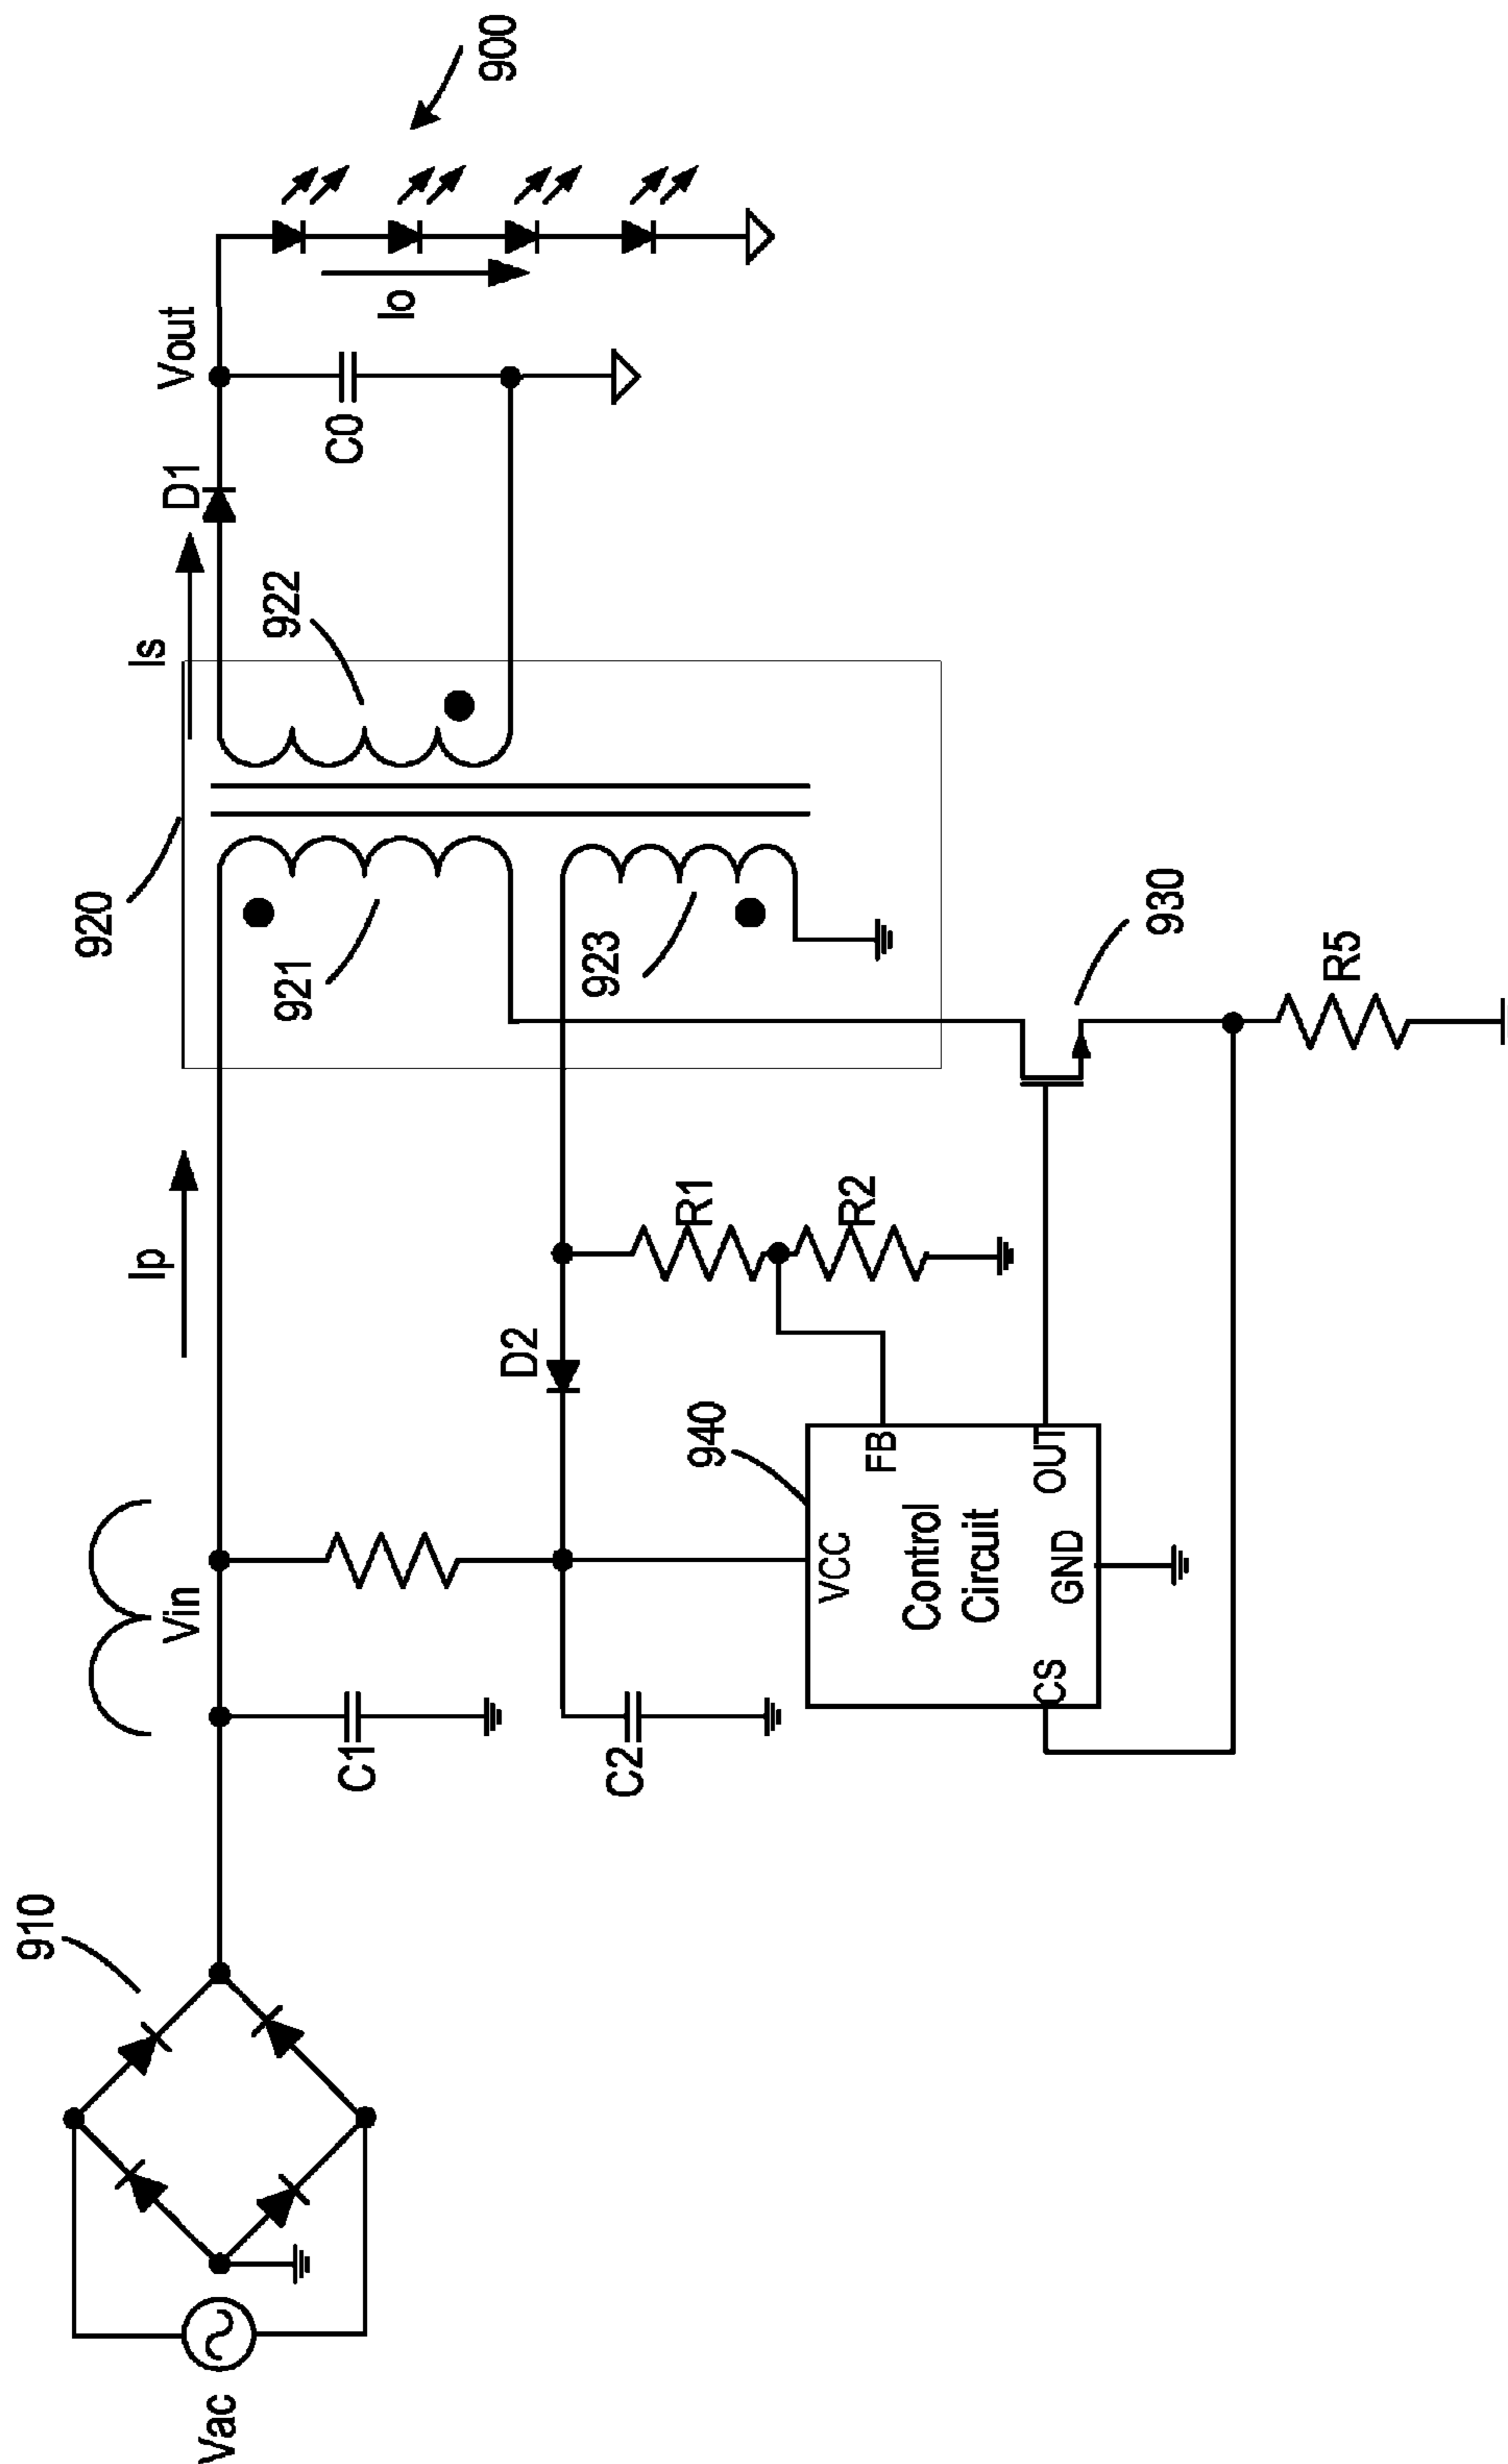 Vac
910
Vin
C1
C2
Ip
D2
R1
R2
940
VCC
FB
Control
Circuit
OUT
GND
CS
920
921
923
922
930
R5
Is
D1
Vout
C0
Io
900